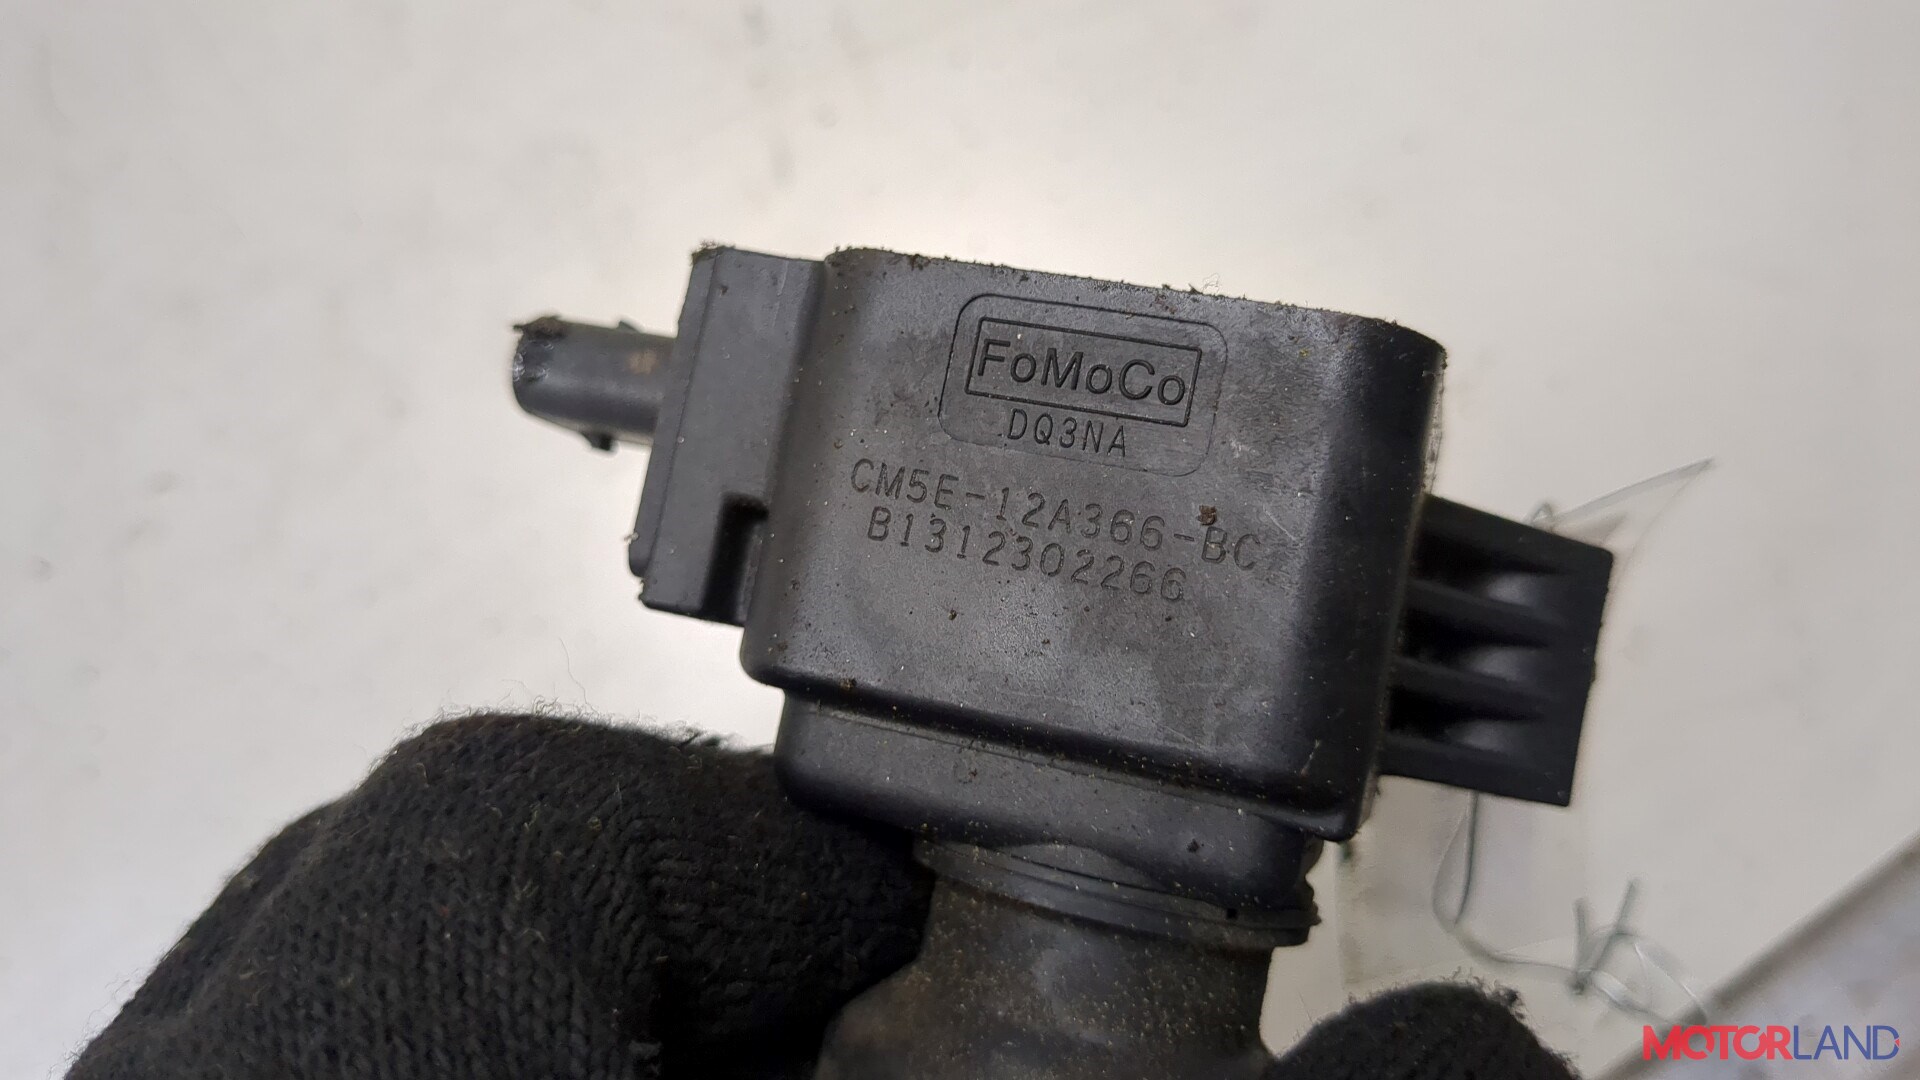 FoMoCo
DQ3NA
CM5E-12A366-BC
B1312302266
MOTORLAND